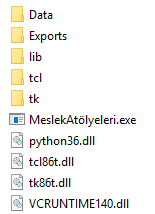 Data
Exports
lib
tcl
tk
MeslekAtölyeleri.exe
python36.dll
tcl86t.dll
tk86t.dll
VCRUNTIME140.dll